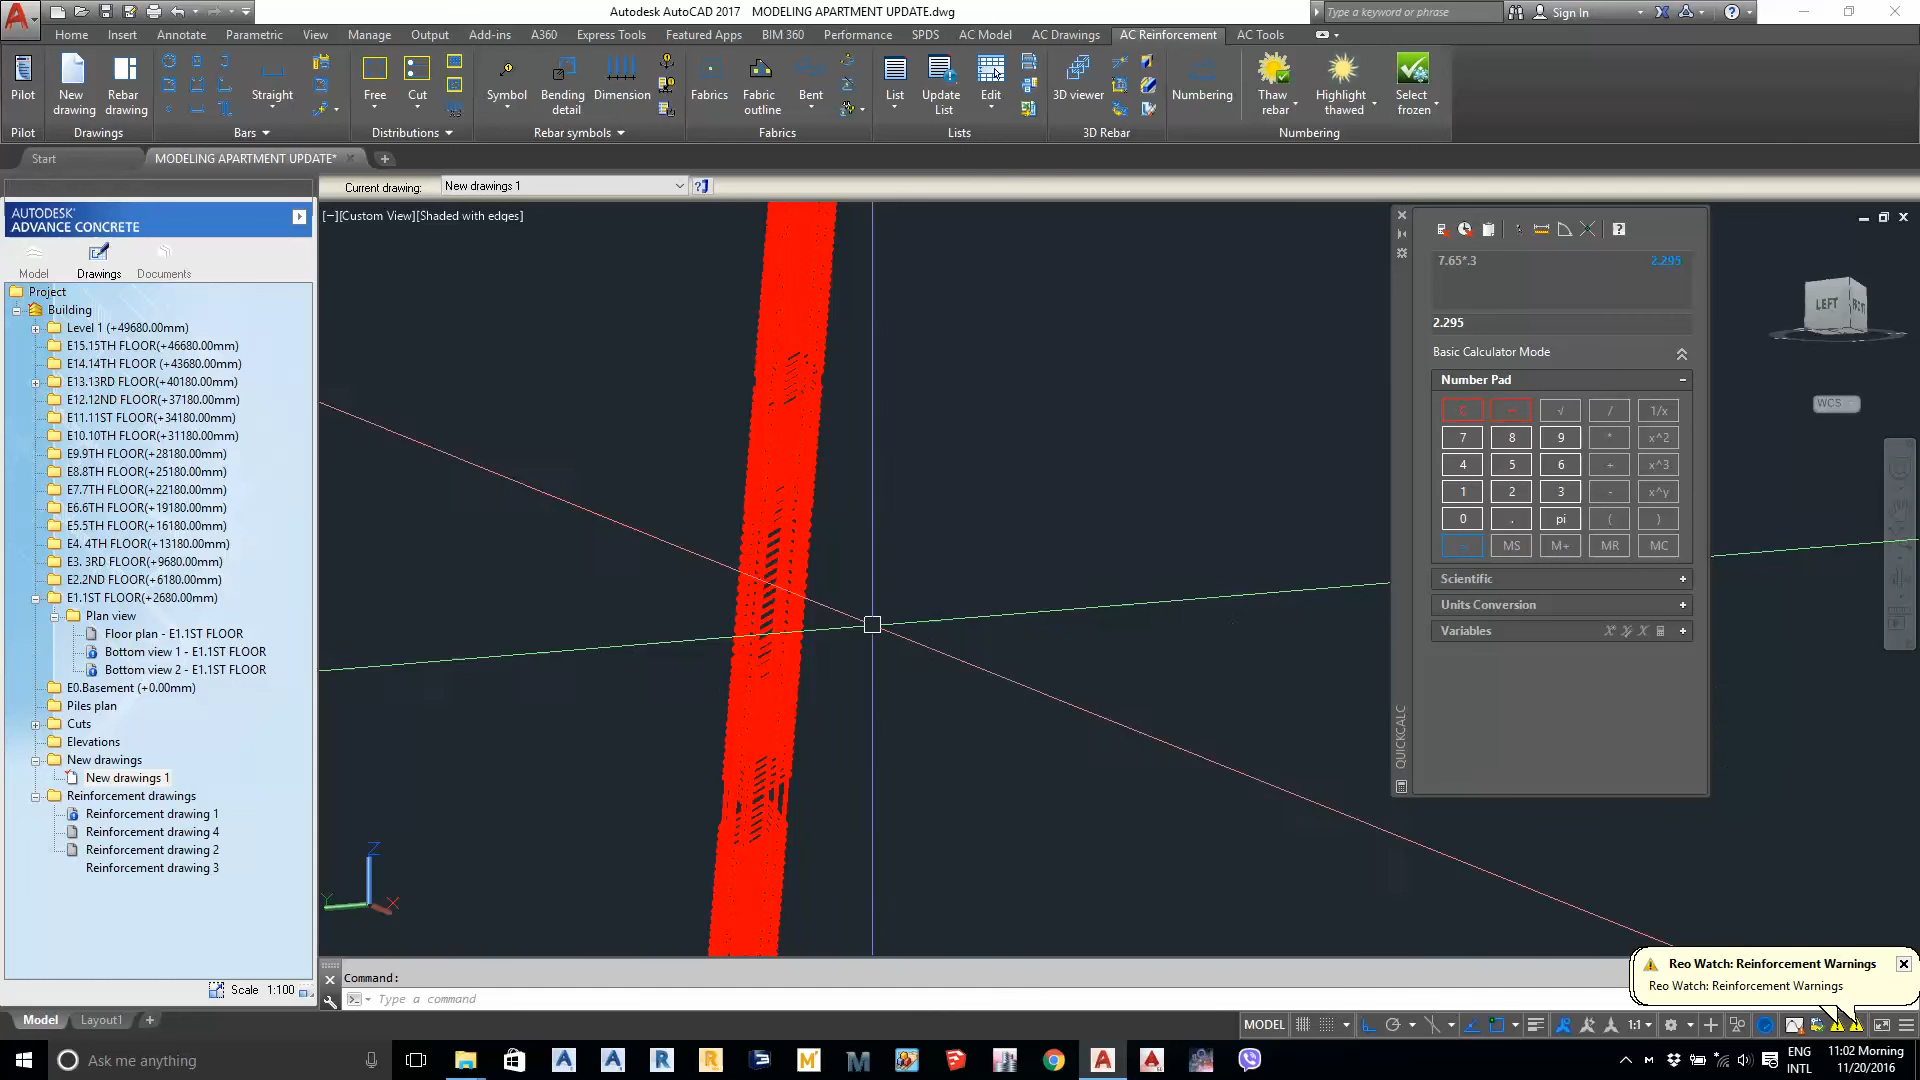 Autodesk AutoCAD 2017 MODELING APARTMENT UPDATE.dwg
Type a keyword or phrase
Sign In
Home Insert Annotate Parametric View Manage Output Add-ins A360 Express Tools Featured Apps BIM 360 Performance SPDS AC Model AC Drawings AC Reinforcement AC Tools
Pilot
New drawing
Rebar drawing
Straight
Free
Cut
Symbol
Bending detail
Dimension
Fabrics
Fabric outline
Bent
List
Update List
Edit
3D viewer
Numbering
Thaw rebar
Highlight thawed
Select frozen
Pilot Drawings Bars Distributions Rebar symbols Fabrics Lists 3D Rebar Numbering
Start MODELING APARTMENT UPDATE*
Current drawing: New drawings 1
AUTODESK®
ADVANCE CONCRETE
Model Drawings Documents
Project
Building
Level 1 (+49680.00mm)
E15.15TH FLOOR(+46680.00mm)
E14.14TH FLOOR (+43680.00mm)
E13.13RD FLOOR(+40180.00mm)
E12.12ND FLOOR(+37180.00mm)
E11.11ST FLOOR(+34180.00mm)
E10.10TH FLOOR(+31180.00mm)
E9.9TH FLOOR(+28180.00mm)
E8.8TH FLOOR(+25180.00mm)
E7.7TH FLOOR(+22180.00mm)
E6.6TH FLOOR(+19180.00mm)
E5.5TH FLOOR(+16180.00mm)
E4. 4TH FLOOR(+13180.00mm)
E3. 3RD FLOOR(+9680.00mm)
E2.2ND FLOOR(+6180.00mm)
E1.1ST FLOOR(+2680.00mm)
Plan view
Floor plan - E1.1ST FLOOR
Bottom view 1 - E1.1ST FLOOR
Bottom view 2 - E1.1ST FLOOR
E0.Basement (+0.00mm)
Piles plan
Cuts
Elevations
New drawings
New drawings 1
Reinforcement drawings
Reinforcement drawing 1
Reinforcement drawing 4
Reinforcement drawing 2
Reinforcement drawing 3
Scale 1:100
[−][Custom View][Shaded with edges]
Z
Y
X
7.65*.3 2.295
2.295
Basic Calculator Mode
Number Pad
C √ / 1/x
7 8 9 * x^2
4 5 6 + x^3
1 2 3 - x^y
0 . pi ( )
= MS M+ MR MC
Scientific
Units Conversion
Variables
QUICKCALC
LEFT
WCS
Command:
Type a command
Reo Watch: Reinforcement Warnings
Reo Watch: Reinforcement Warnings
Model Layout1
MODEL 1:1
Ask me anything
ENG
INTL
11:02 Morning
11/20/2016